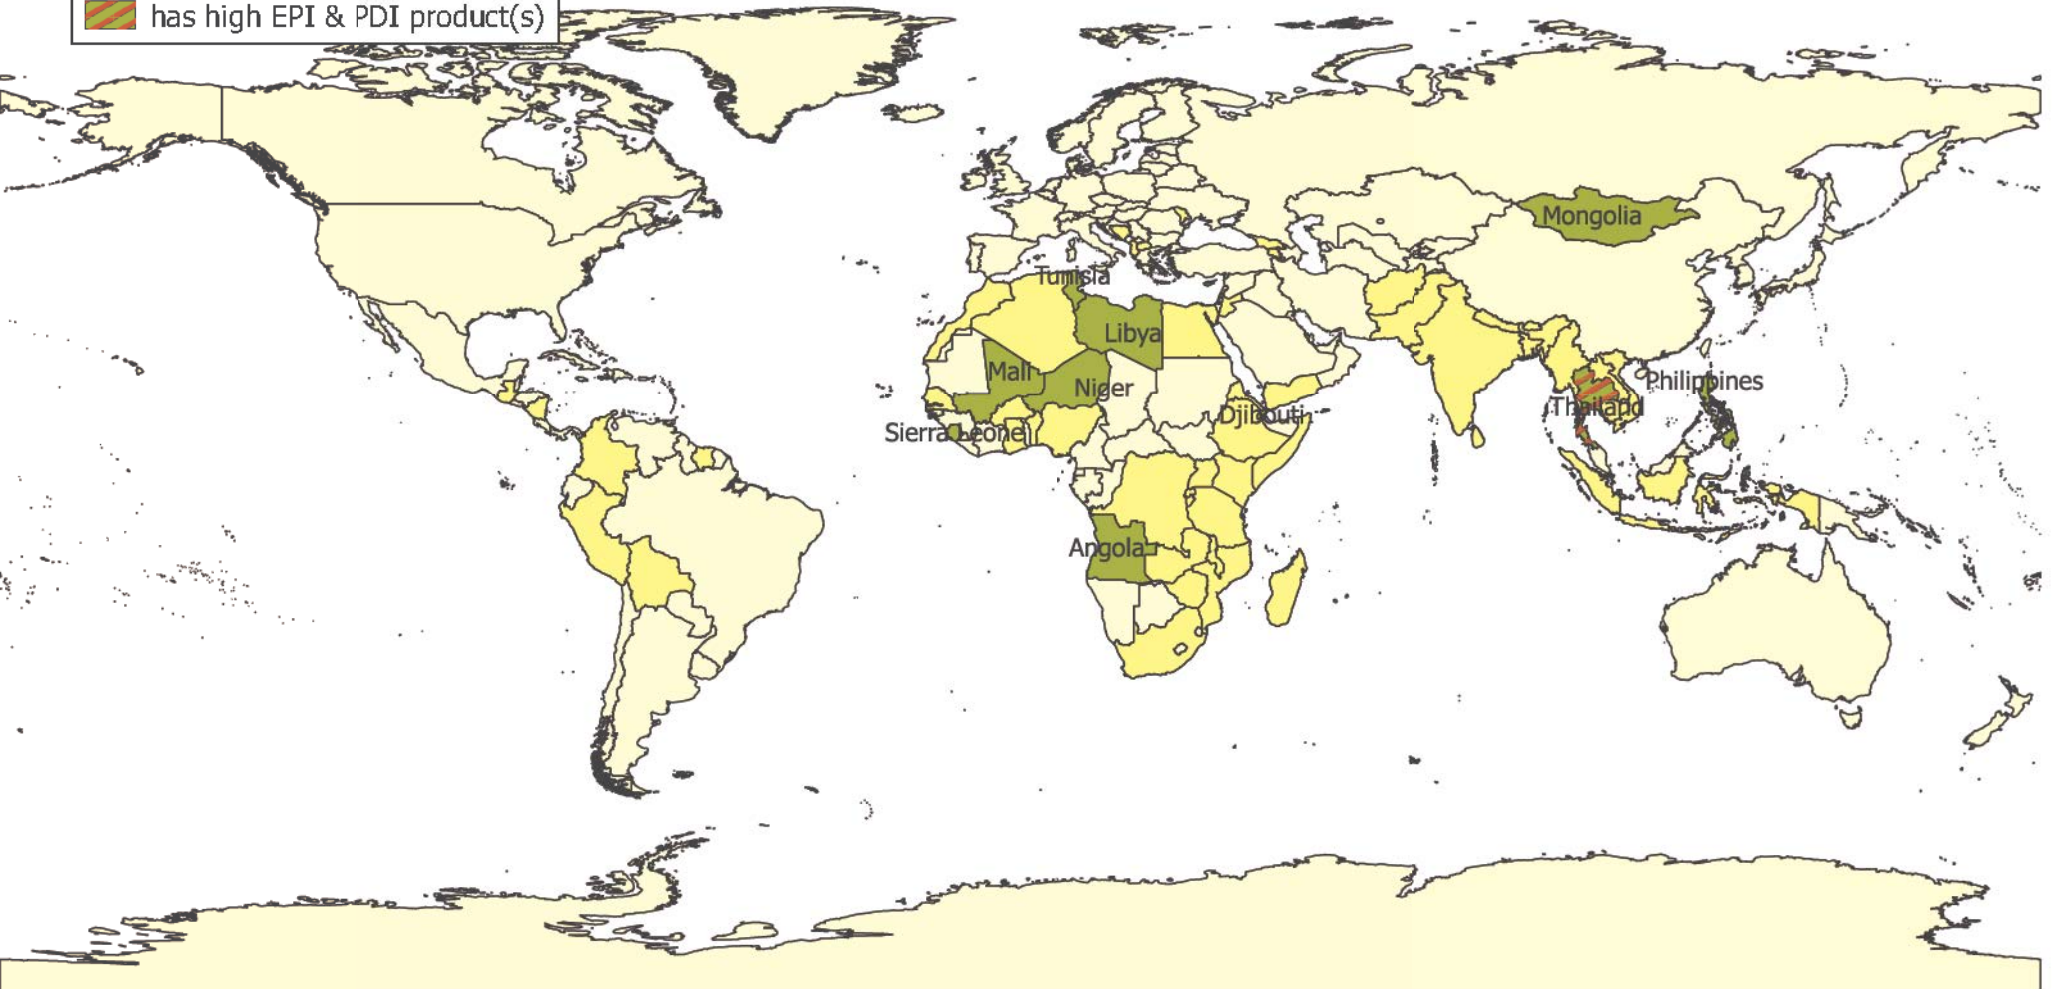 has high EPI & PDI product(s)
Mongolia
Tunisia
Libya
Mali
Niger
Philippines
Thailand
Djibouti
Sierra Leone
Angola